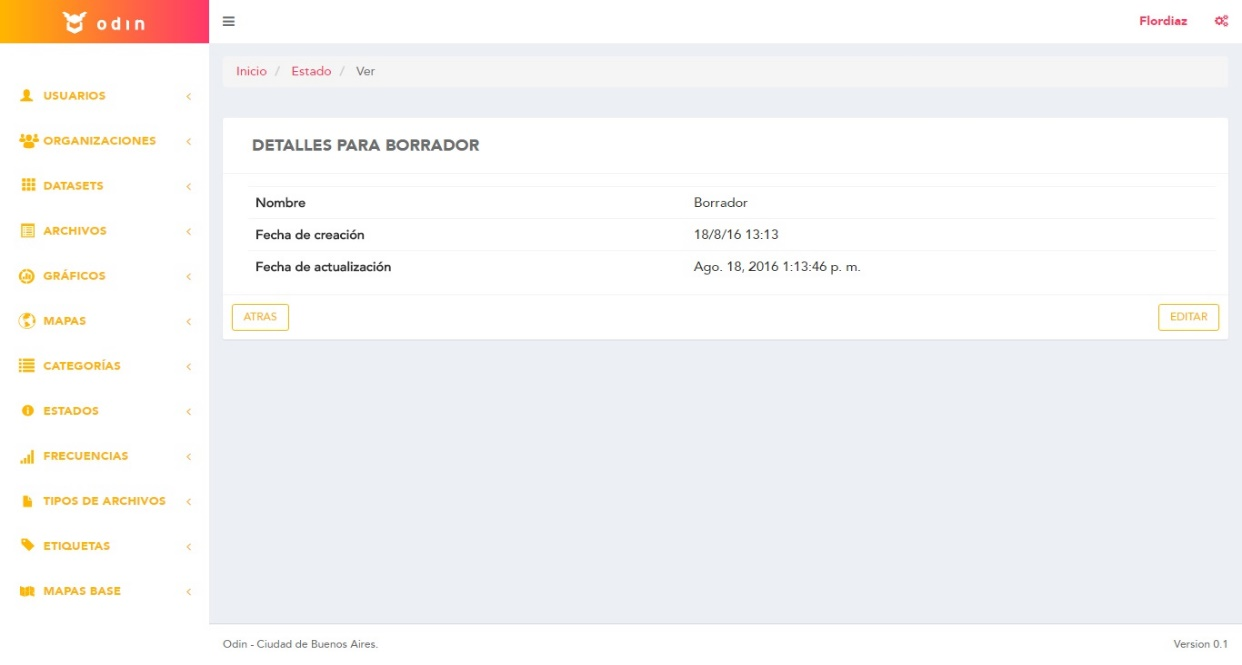 odin
Flordiaz
Inicio / Estado / Ver
USUARIOS
ORGANIZACIONES
DATASETS
ARCHIVOS
GRÁFICOS
MAPAS
CATEGORÍAS
ESTADOS
FRECUENCIAS
TIPOS DE ARCHIVOS
ETIQUETAS
MAPAS BASE
DETALLES PARA BORRADOR
Nombre Borrador
Fecha de creación 18/8/16 13:13
Fecha de actualización Ago. 18, 2016 1:13:46 p. m.
ATRAS EDITAR
Odin - Ciudad de Buenos Aires. Version 0.1